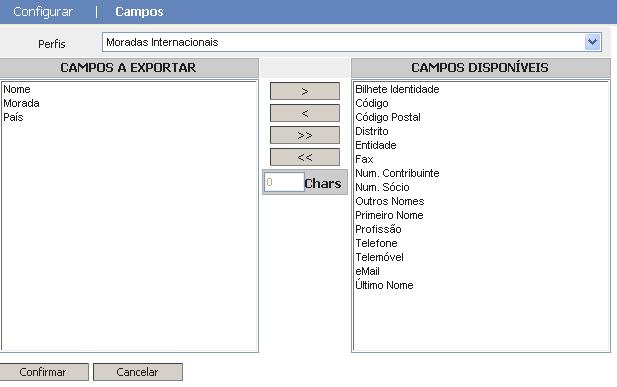 Configurar | Campos
Perfis Moradas Internacionais
CAMPOS A EXPORTAR
Nome
Morada
País
>
<
>>
<<
0 Chars
CAMPOS DISPONÍVEIS
Bilhete Identidade
Código
Código Postal
Distrito
Entidade
Fax
Num. Contribuinte
Num. Sócio
Outros Nomes
Primeiro Nome
Profissão
Telefone
Telemóvel
eMail
Último Nome
Confirmar Cancelar